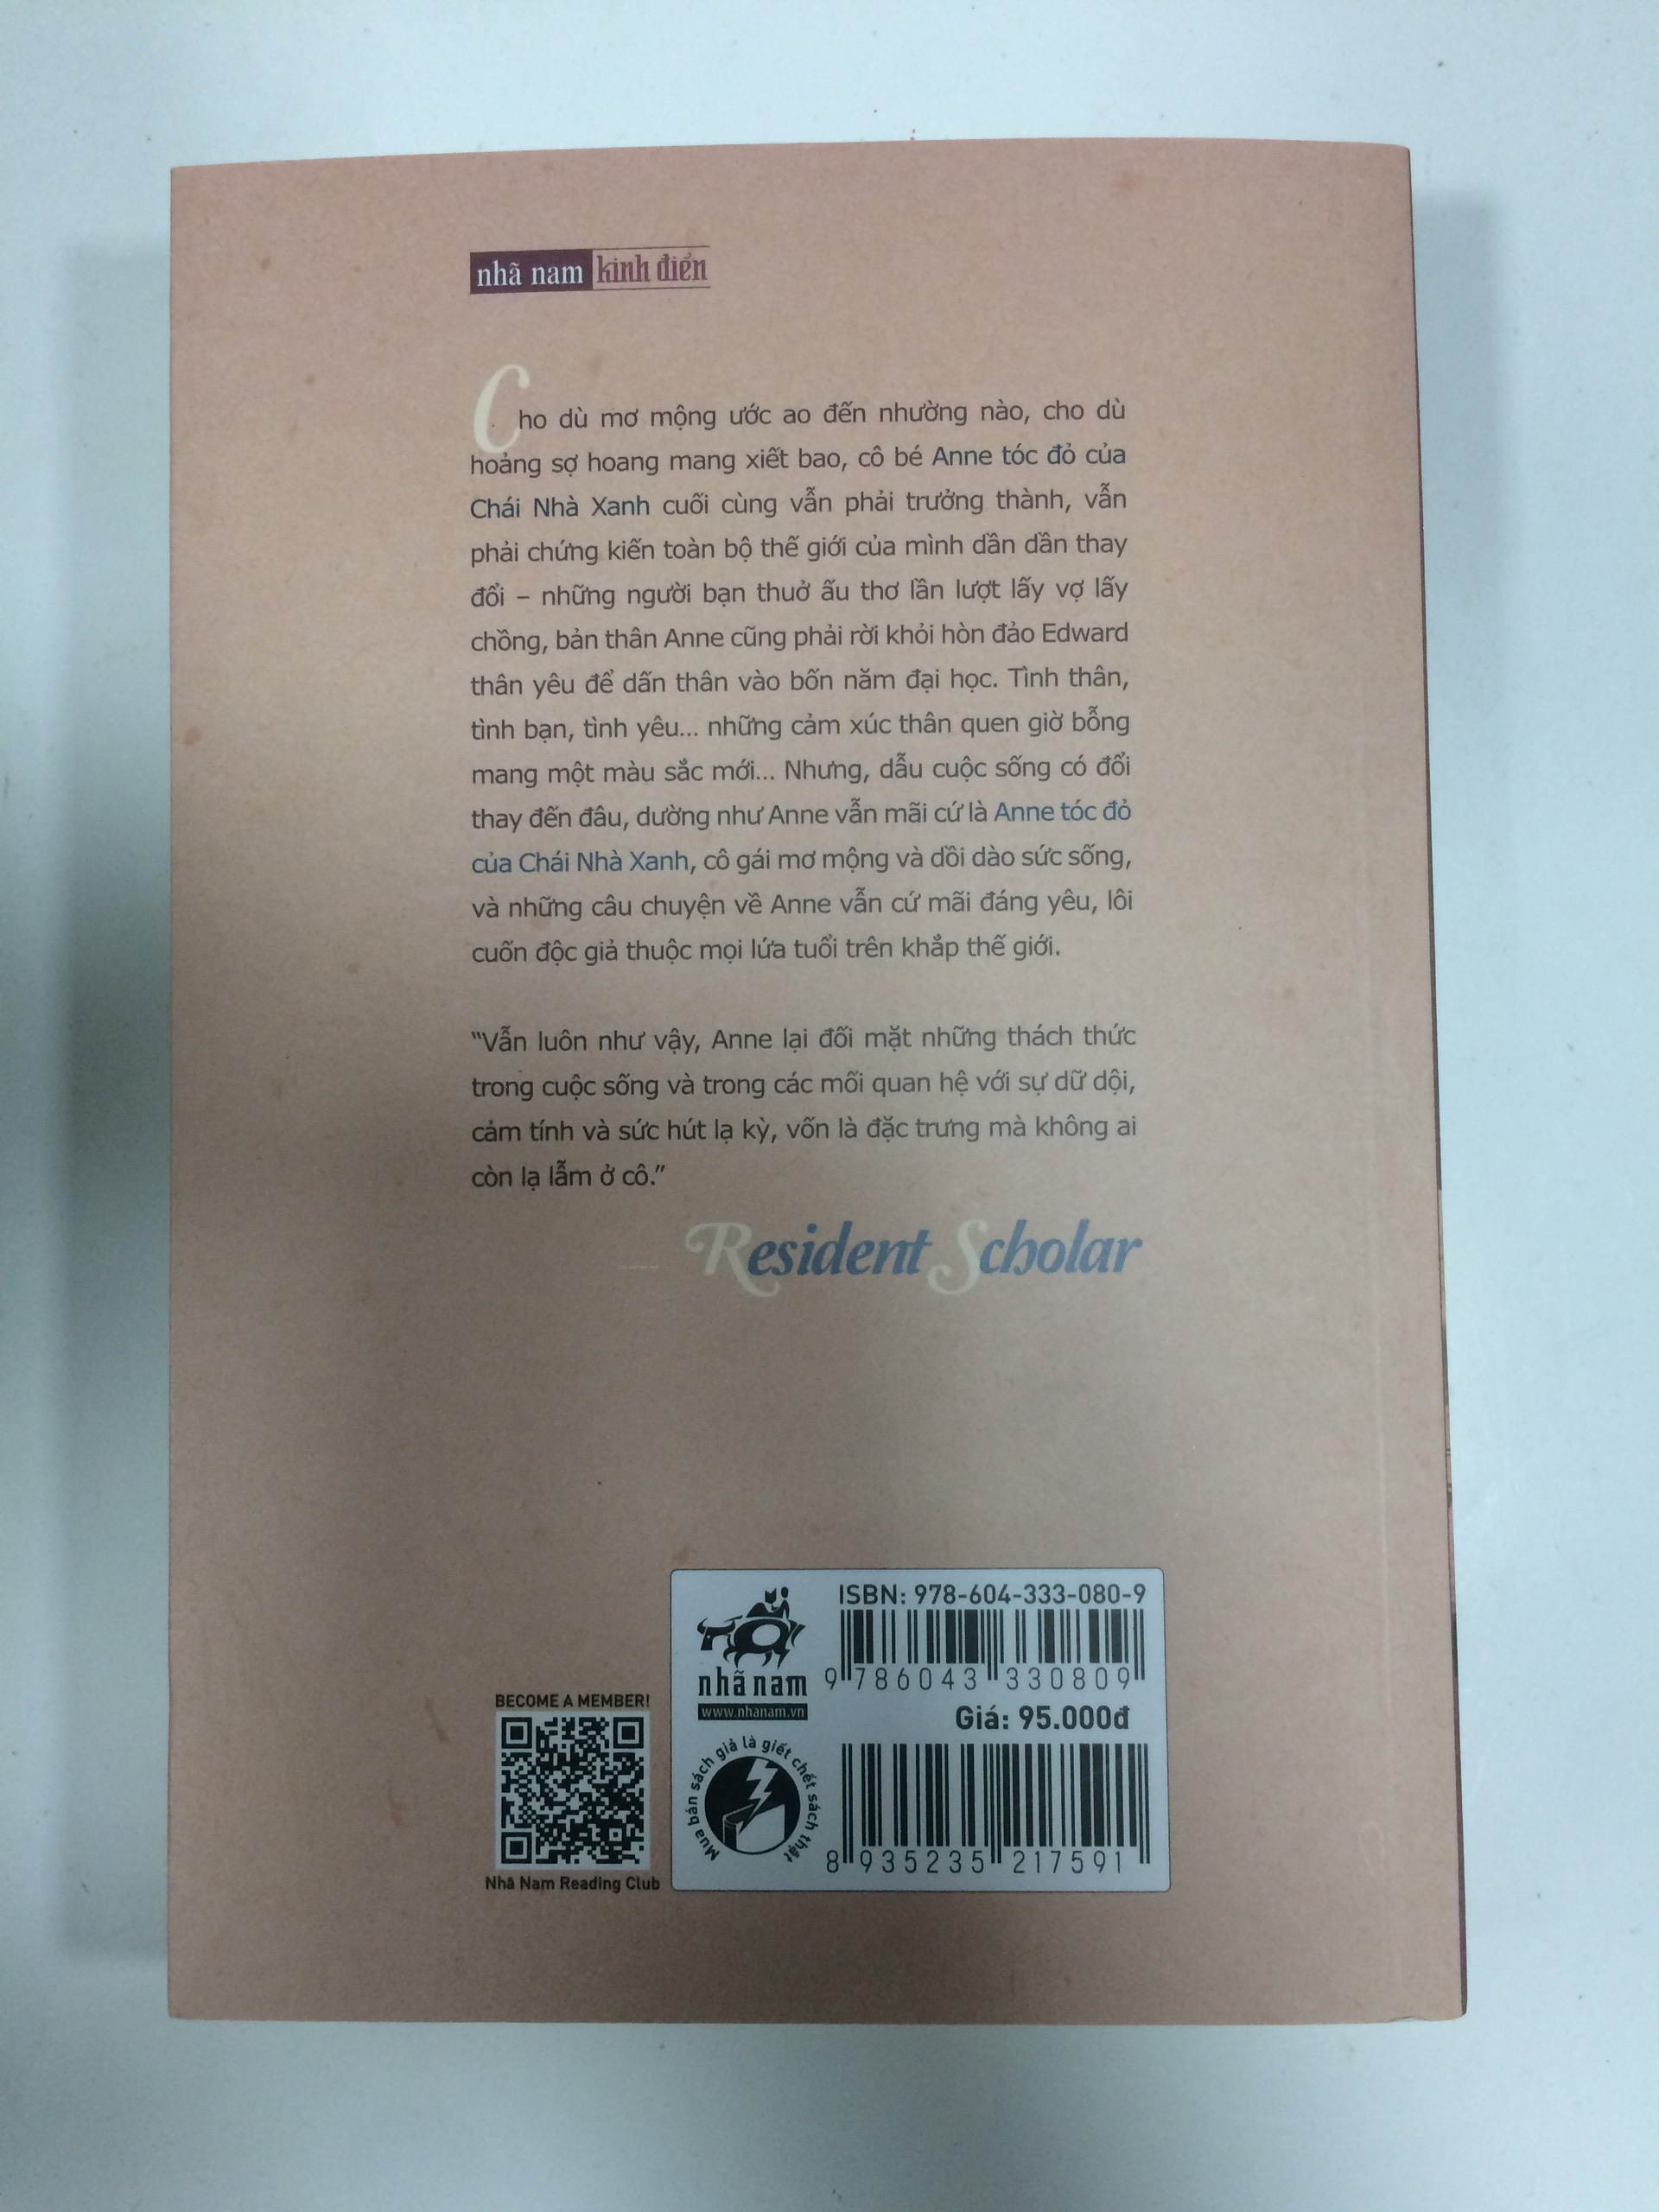 nhã nam kinh điển
Cho dù mơ mộng ước ao đến nhường nào, cho dù
hoảng sợ hoang mang xiết bao, cô bé Anne tóc đỏ của
Chái Nhà Xanh cuối cùng vẫn phải trưởng thành, vẫn
phải chứng kiến toàn bộ thế giới của mình dần dần thay
đổi – những người bạn thuở ấu thơ lần lượt lấy vợ lấy
chồng, bản thân Anne cũng phải rời khỏi hòn đảo Edward
thân yêu để dấn thân vào bốn năm đại học. Tình thân,
tình bạn, tình yêu... những cảm xúc thân quen giờ bỗng
mang một màu sắc mới... Nhưng, dẫu cuộc sống có đổi
thay đến đâu, dường như Anne vẫn mãi cứ là Anne tóc đỏ
của Chái Nhà Xanh, cô gái mơ mộng và dồi dào sức sống,
và những câu chuyện về Anne vẫn cứ mãi đáng yêu, lôi
cuốn độc giả thuộc mọi lứa tuổi trên khắp thế giới.
“Vẫn luôn như vậy, Anne lại đối mặt những thách thức
trong cuộc sống và trong các mối quan hệ với sự dữ dội,
cảm tính và sức hút lạ kỳ, vốn là đặc trưng mà không ai
còn lạ lẫm ở cô.”
— Resident Scholar
BECOME A MEMBER!
Nhã Nam Reading Club
nhã nam
www.nhanam.vn
Mua bán sách giả là giết chết sách thật
ISBN: 978-604-333-080-9
9 786043 330809
Giá: 95.000đ
8 935235 217591